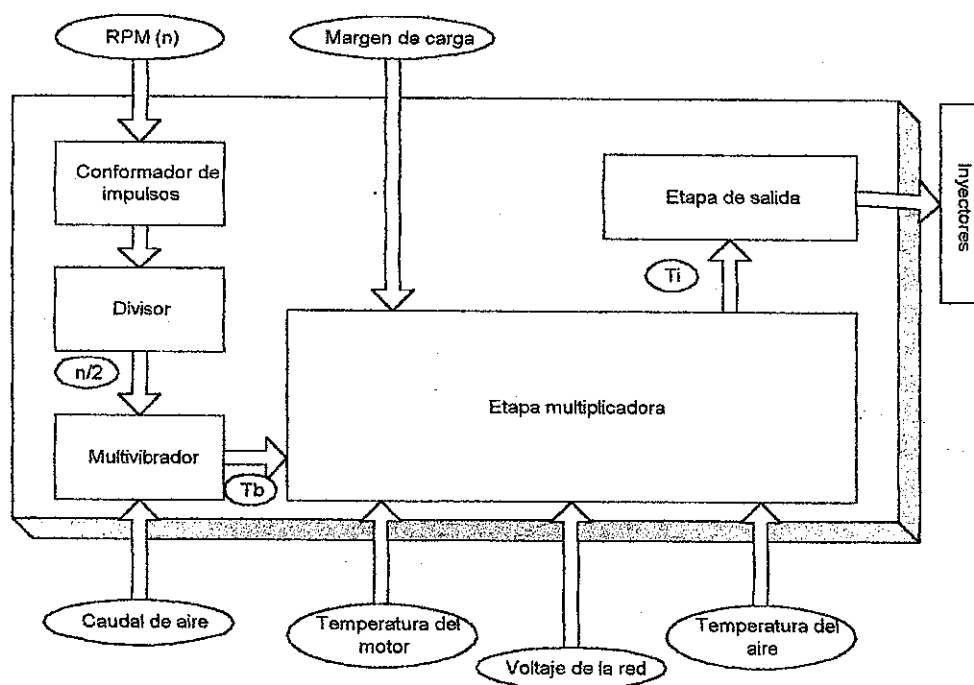 RPM (n)
Margen de carga
Conformador de
impulsos
Etapa de salida
Inyectores
Ti
Divisor
n/2
Etapa multiplicadora
Multivibrador
Tb
Caudal de aire
Temperatura del
motor
Voltaje de la red
Temperatura del
aire